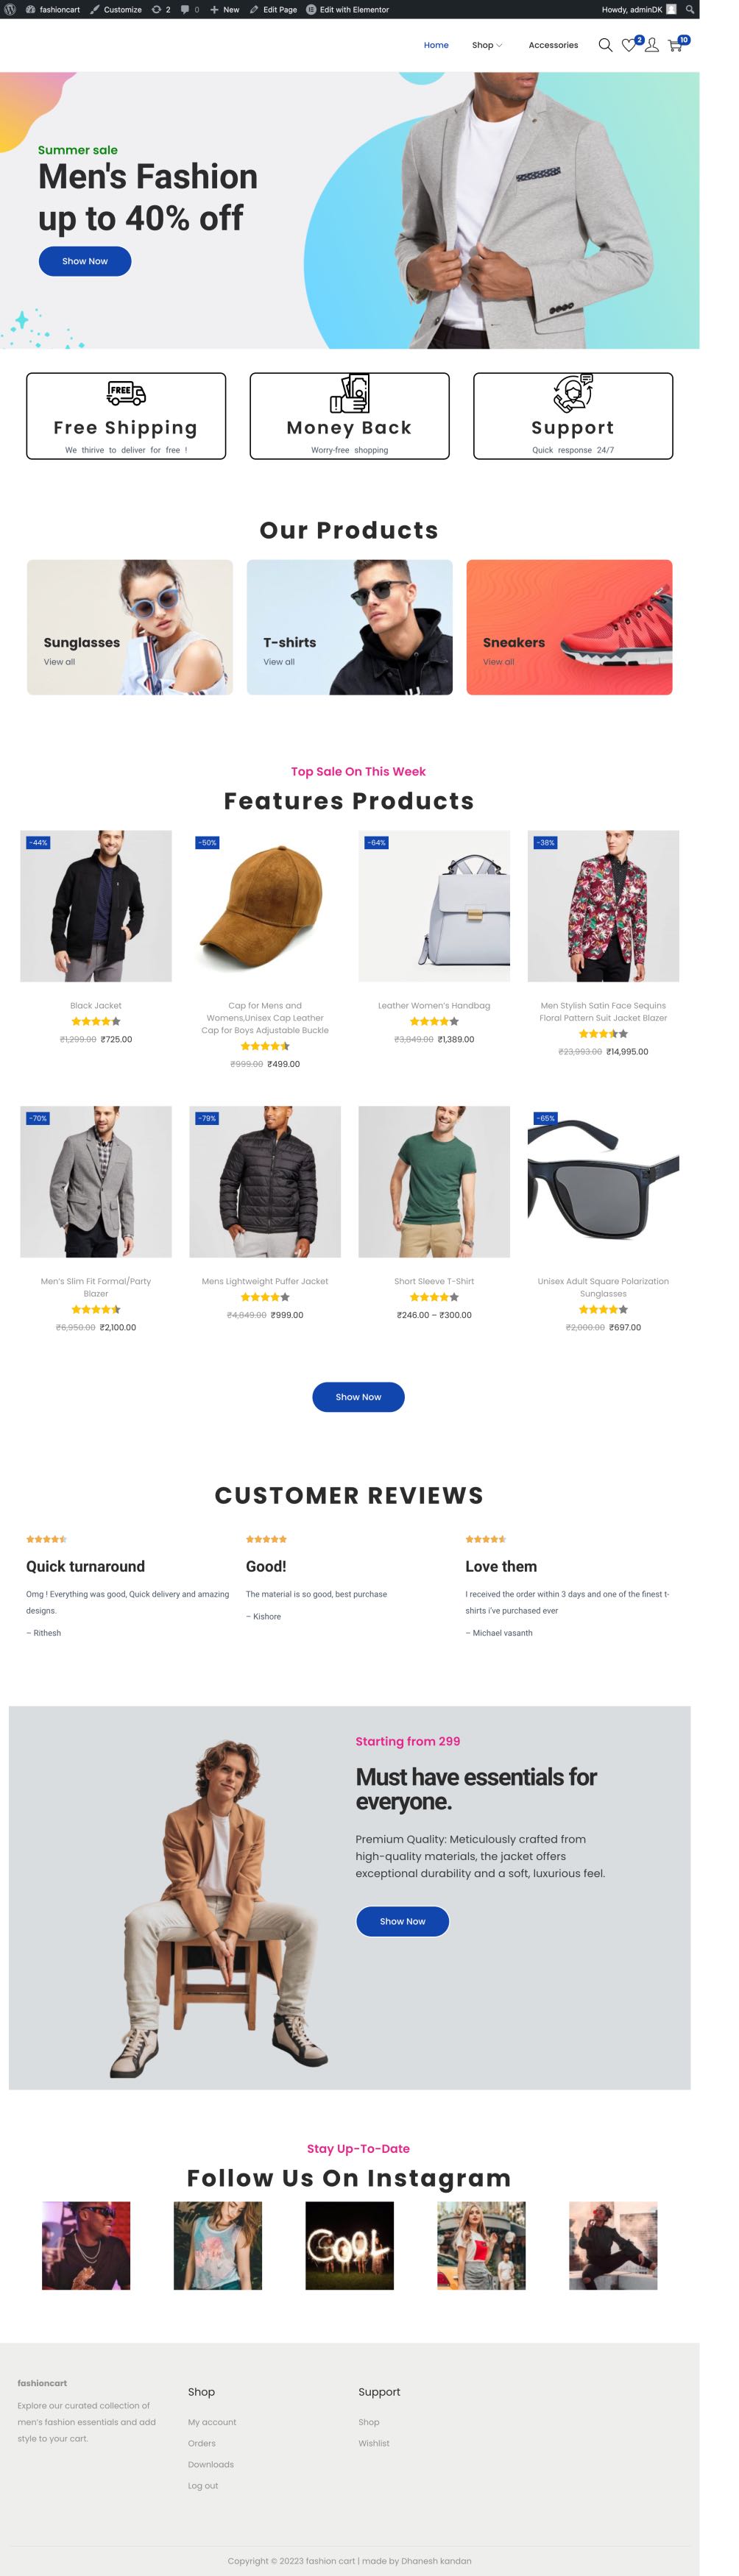 fashioncart Customize 2 0 New Edit Page Edit with Elementor Howdy, adminDK
Home Shop Accessories 2 10
Summer sale
Men's Fashion
up to 40% off
Show Now
FREE
Free Shipping
We thirive to deliver for free !
Money Back
Worry-free shopping
Support
Quick response 24/7
Our Products
Sunglasses
View all
T-shirts
View all
Sneakers
View all
Top Sale On This Week
Features Products
-44%
Black Jacket
₹1,299.00 ₹725.00
-50%
Cap for Mens and
Womens,Unisex Cap Leather
Cap for Boys Adjustable Buckle
₹999.00 ₹499.00
-64%
Leather Women's Handbag
₹3,849.00 ₹1,389.00
-38%
Men Stylish Satin Face Sequins
Floral Pattern Suit Jacket Blazer
₹23,993.00 ₹14,995.00
-70%
Men's Slim Fit Formal/Party
Blazer
₹6,950.00 ₹2,100.00
-79%
Mens Lightweight Puffer Jacket
₹4,849.00 ₹999.00
Short Sleeve T-Shirt
₹246.00 – ₹300.00
-65%
Unisex Adult Square Polarization
Sunglasses
₹2,000.00 ₹697.00
Show Now
CUSTOMER REVIEWS
Quick turnaround
Omg ! Everything was good, Quick delivery and amazing
designs.
– Rithesh
Good!
The material is so good, best purchase
– Kishore
Love them
I received the order within 3 days and one of the finest t-
shirts i've purchased ever
– Michael vasanth
Starting from 299
Must have essentials for
everyone.
Premium Quality: Meticulously crafted from
high-quality materials, the jacket offers
exceptional durability and a soft, luxurious feel.
Show Now
Stay Up-To-Date
Follow Us On Instagram
COOL
fashioncart
Explore our curated collection of
men's fashion essentials and add
style to your cart.
Shop
My account
Orders
Downloads
Log out
Support
Shop
Wishlist
Copyright © 20223 fashion cart | made by Dhanesh kandan